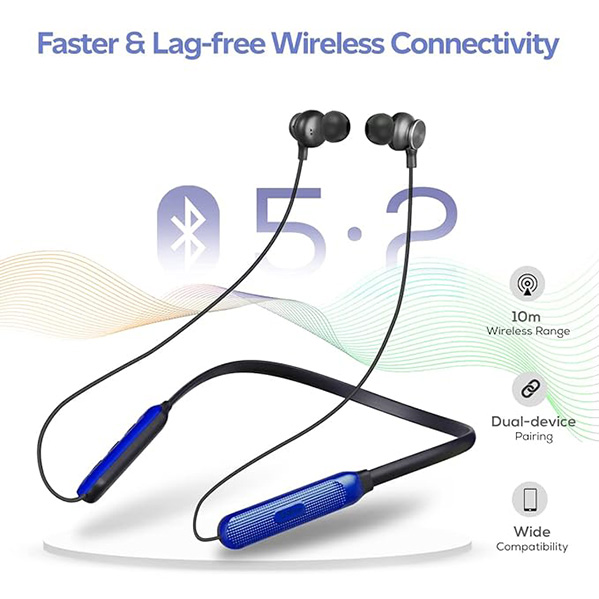 Faster & Lag-free Wireless Connectivity
5.2
10m
Wireless Range
Dual-device
Pairing
Wide
Compatibility